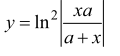 y = ln² |xa / (a + x)|